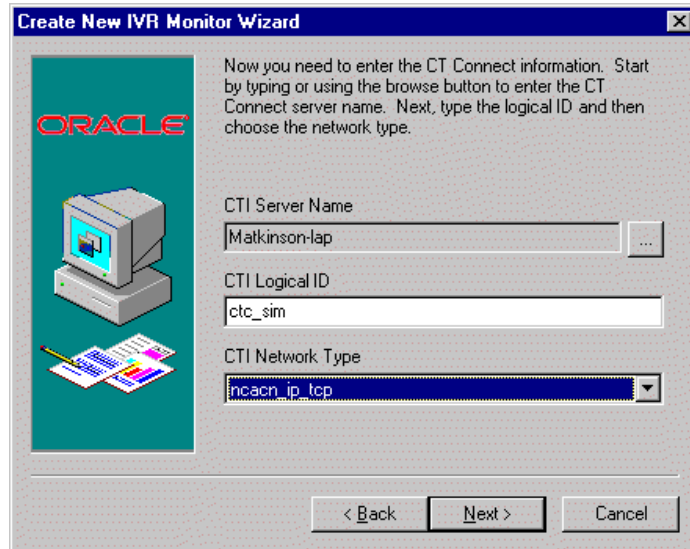 Create New IVR Monitor Wizard
Now you need to enter the CT Connect information. Start
by typing or using the browse button to enter the CT
Connect server name. Next, type the logical ID and then
choose the network type.
ORACLE
CTI Server Name
Matkinson-lap
...
CTI Logical ID
ctc_sim
CTI Network Type
ncacn_ip_tcp
< Back
Next >
Cancel